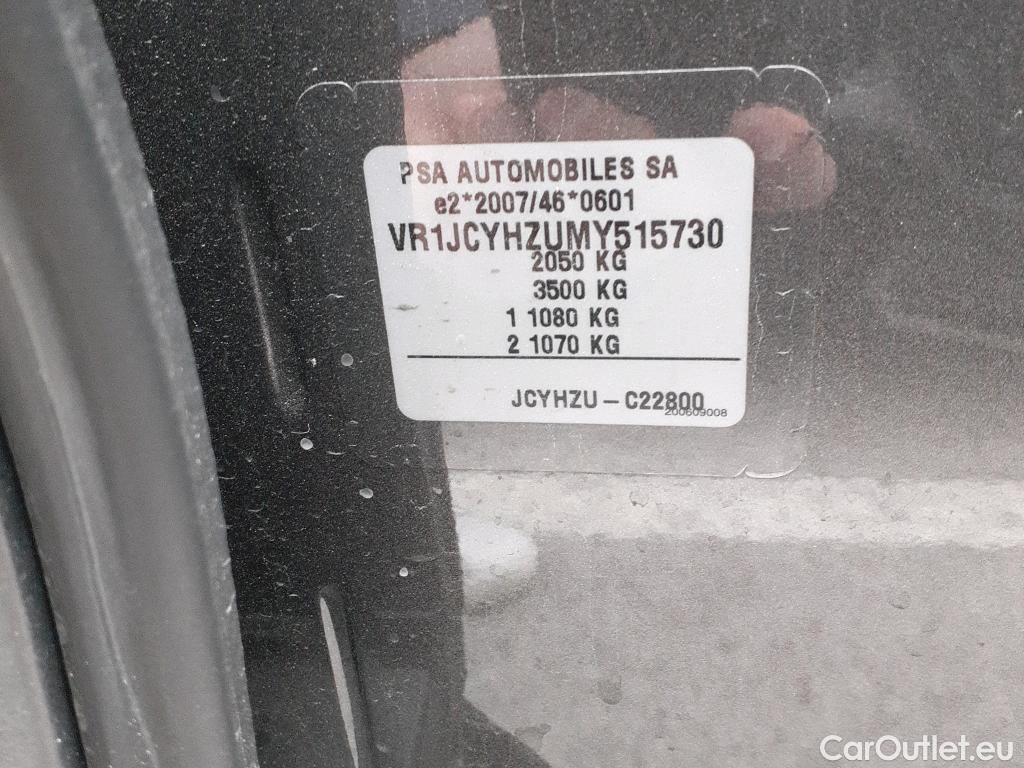 PSA AUTOMOBILES SA
e2*2007/46*0601
VR1JCYHZUMY515730
2050 KG
3500 KG
1 1080 KG
2 1070 KG
JCYHZU - C22800
200609008
CarOutlet.eu